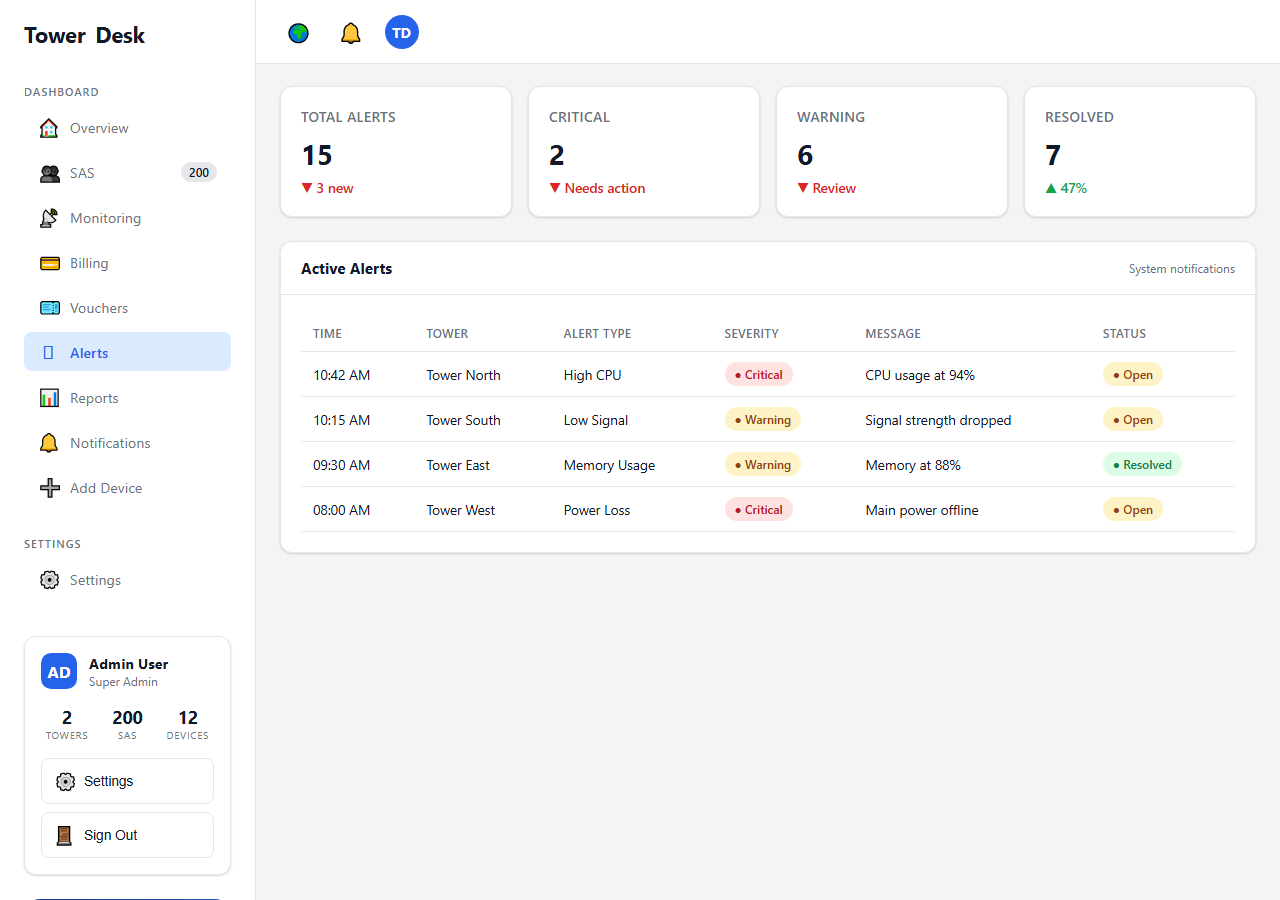 Tower Desk
DASHBOARD
Overview
SAS 200
Monitoring
Billing
Vouchers
Alerts
Reports
Notifications
Add Device
SETTINGS
Settings
AD
Admin User
Super Admin
2 200 12
TOWERS SAS DEVICES
Settings
Sign Out
TD
TOTAL ALERTS
15
▼ 3 new
CRITICAL
2
▼ Needs action
WARNING
6
▼ Review
RESOLVED
7
▲ 47%
Active Alerts
System notifications
TIME TOWER ALERT TYPE SEVERITY MESSAGE STATUS
10:42 AM Tower North High CPU ● Critical CPU usage at 94% ● Open
10:15 AM Tower South Low Signal ● Warning Signal strength dropped ● Open
09:30 AM Tower East Memory Usage ● Warning Memory at 88% ● Resolved
08:00 AM Tower West Power Loss ● Critical Main power offline ● Open